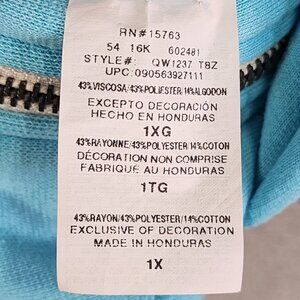 RN# 15763
54 16K 602481
STYLE#: QW1237 T8Z
UPC: 090563927111
43%VISCOSA/43%POLIESTER/14%ALGODON
EXCEPTO DECORACIÓN
HECHO EN HONDURAS
1XG
43%RAYONNE/43%POLYESTER/14%COTON
DÉCORATION NON COMPRISE
FABRIQUÉ AU HONDURAS
1TG
43%RAYON/43%POLYESTER/14%COTTON
EXCLUSIVE OF DECORATION
MADE IN HONDURAS
1X